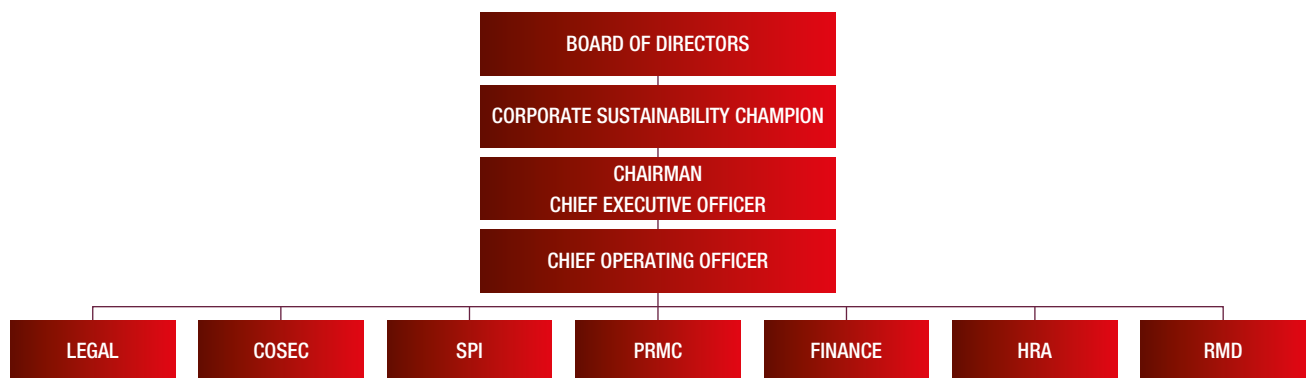 BOARD OF DIRECTORS
CORPORATE SUSTAINABILITY CHAMPION
CHAIRMAN
CHIEF EXECUTIVE OFFICER
CHIEF OPERATING OFFICER
LEGAL
COSEC
SPI
PRMC
FINANCE
HRA
RMD